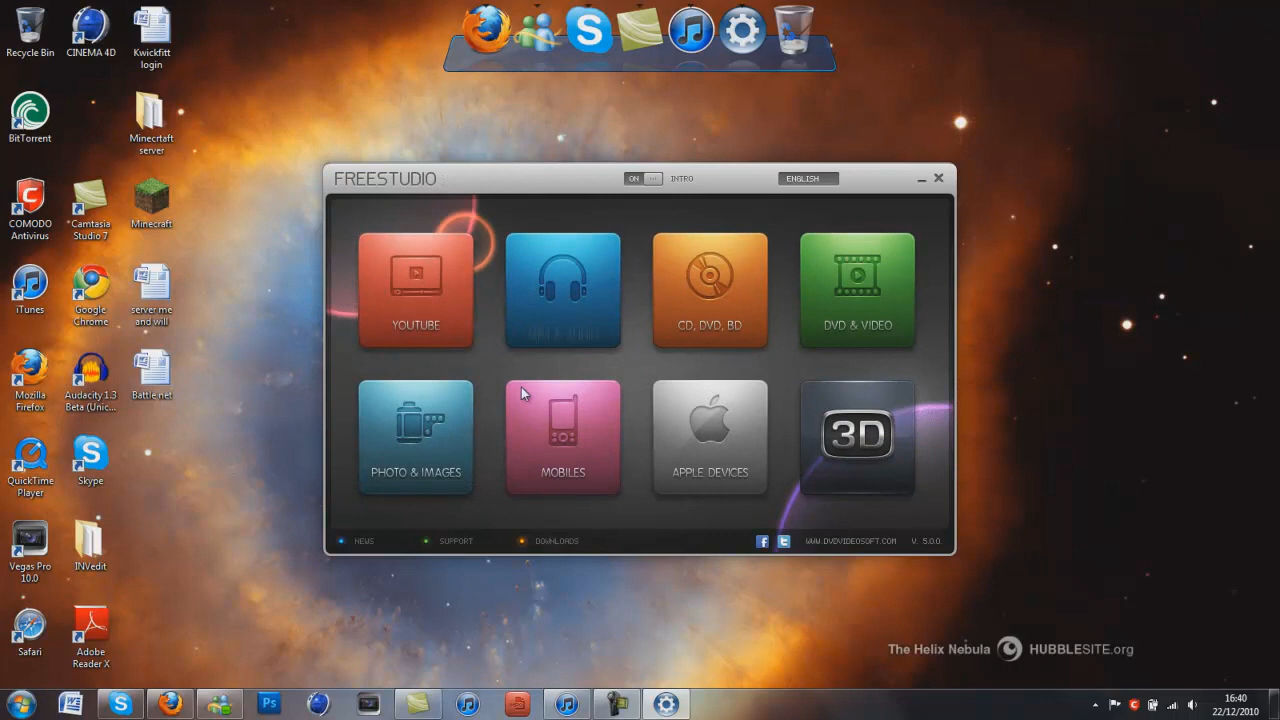 Recycle Bin
CINEMA 4D
Kwickfitt
login
BitTorrent
Minecrtaft
server
COMODO
Antivirus
*Camtasia
Studio 7
Minecraft
iTunes
Google
Chrome
server me
and will
Mozilla
Firefox
Audacity 1.3
Beta (Unic...
Battle net
QuickTime
Player
Skype
Vegas Pro
10.0
INVedit
Safari
Adobe
Reader X
FREESTUDIO
ON
INTRO
ENGLISH
YOUTUBE
CD, DVD, BD
DVD & VIDEO
PHOTO & IMAGES
MOBILES
APPLE DEVICES
3D
NEWS
SUPPORT
DOWNLOADS
WWW.DVDVIDEOSOFT.COM
V. 5.0.0.
The Helix Nebula HUBBLESITE.org
16:40
22/12/2010